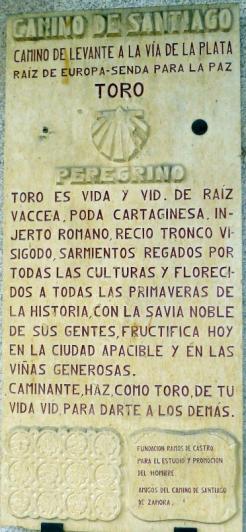 CAMINO DE SANTIAGO
CAMINO DE LEVANTE A LA VÍA DE LA PLATA
RAÍZ DE EUROPA-SENDA PARA LA PAZ
TORO
PEREGRINO
TORO ES VIDA Y VID. DE RAÍZ
VACCEA, PODA CARTAGINESA, IN-
JERTO ROMANO, RECIO TRONCO VI-
SIGODO, SARMIENTOS REGADOS POR
TODAS LAS CULTURAS Y FLORECI-
DOS A TODAS LAS PRIMAVERAS DE
LA HISTORIA, CON LA SAVIA NOBLE
DE SUS GENTES, FRUCTIFICA HOY
EN LA CIUDAD APACIBLE Y EN LAS
VIÑAS GENEROSAS.
CAMINANTE, HAZ, COMO TORO, DE TU
VIDA VID, PARA DARTE A LOS DEMÁS.
FUNDACION RAMOS DE CASTRO
PARA EL ESTUDIO Y PROMOCION
DEL HOMBRE
AMIGOS DEL CAMINO DE SANTIAGO
DE ZAMORA.